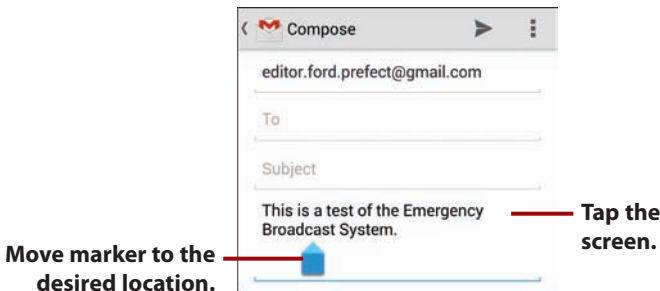 Compose
editor.ford.prefect@gmail.com
To
Subject
This is a test of the Emergency
Broadcast System.
Tap the
screen.
Move marker to the
desired location.